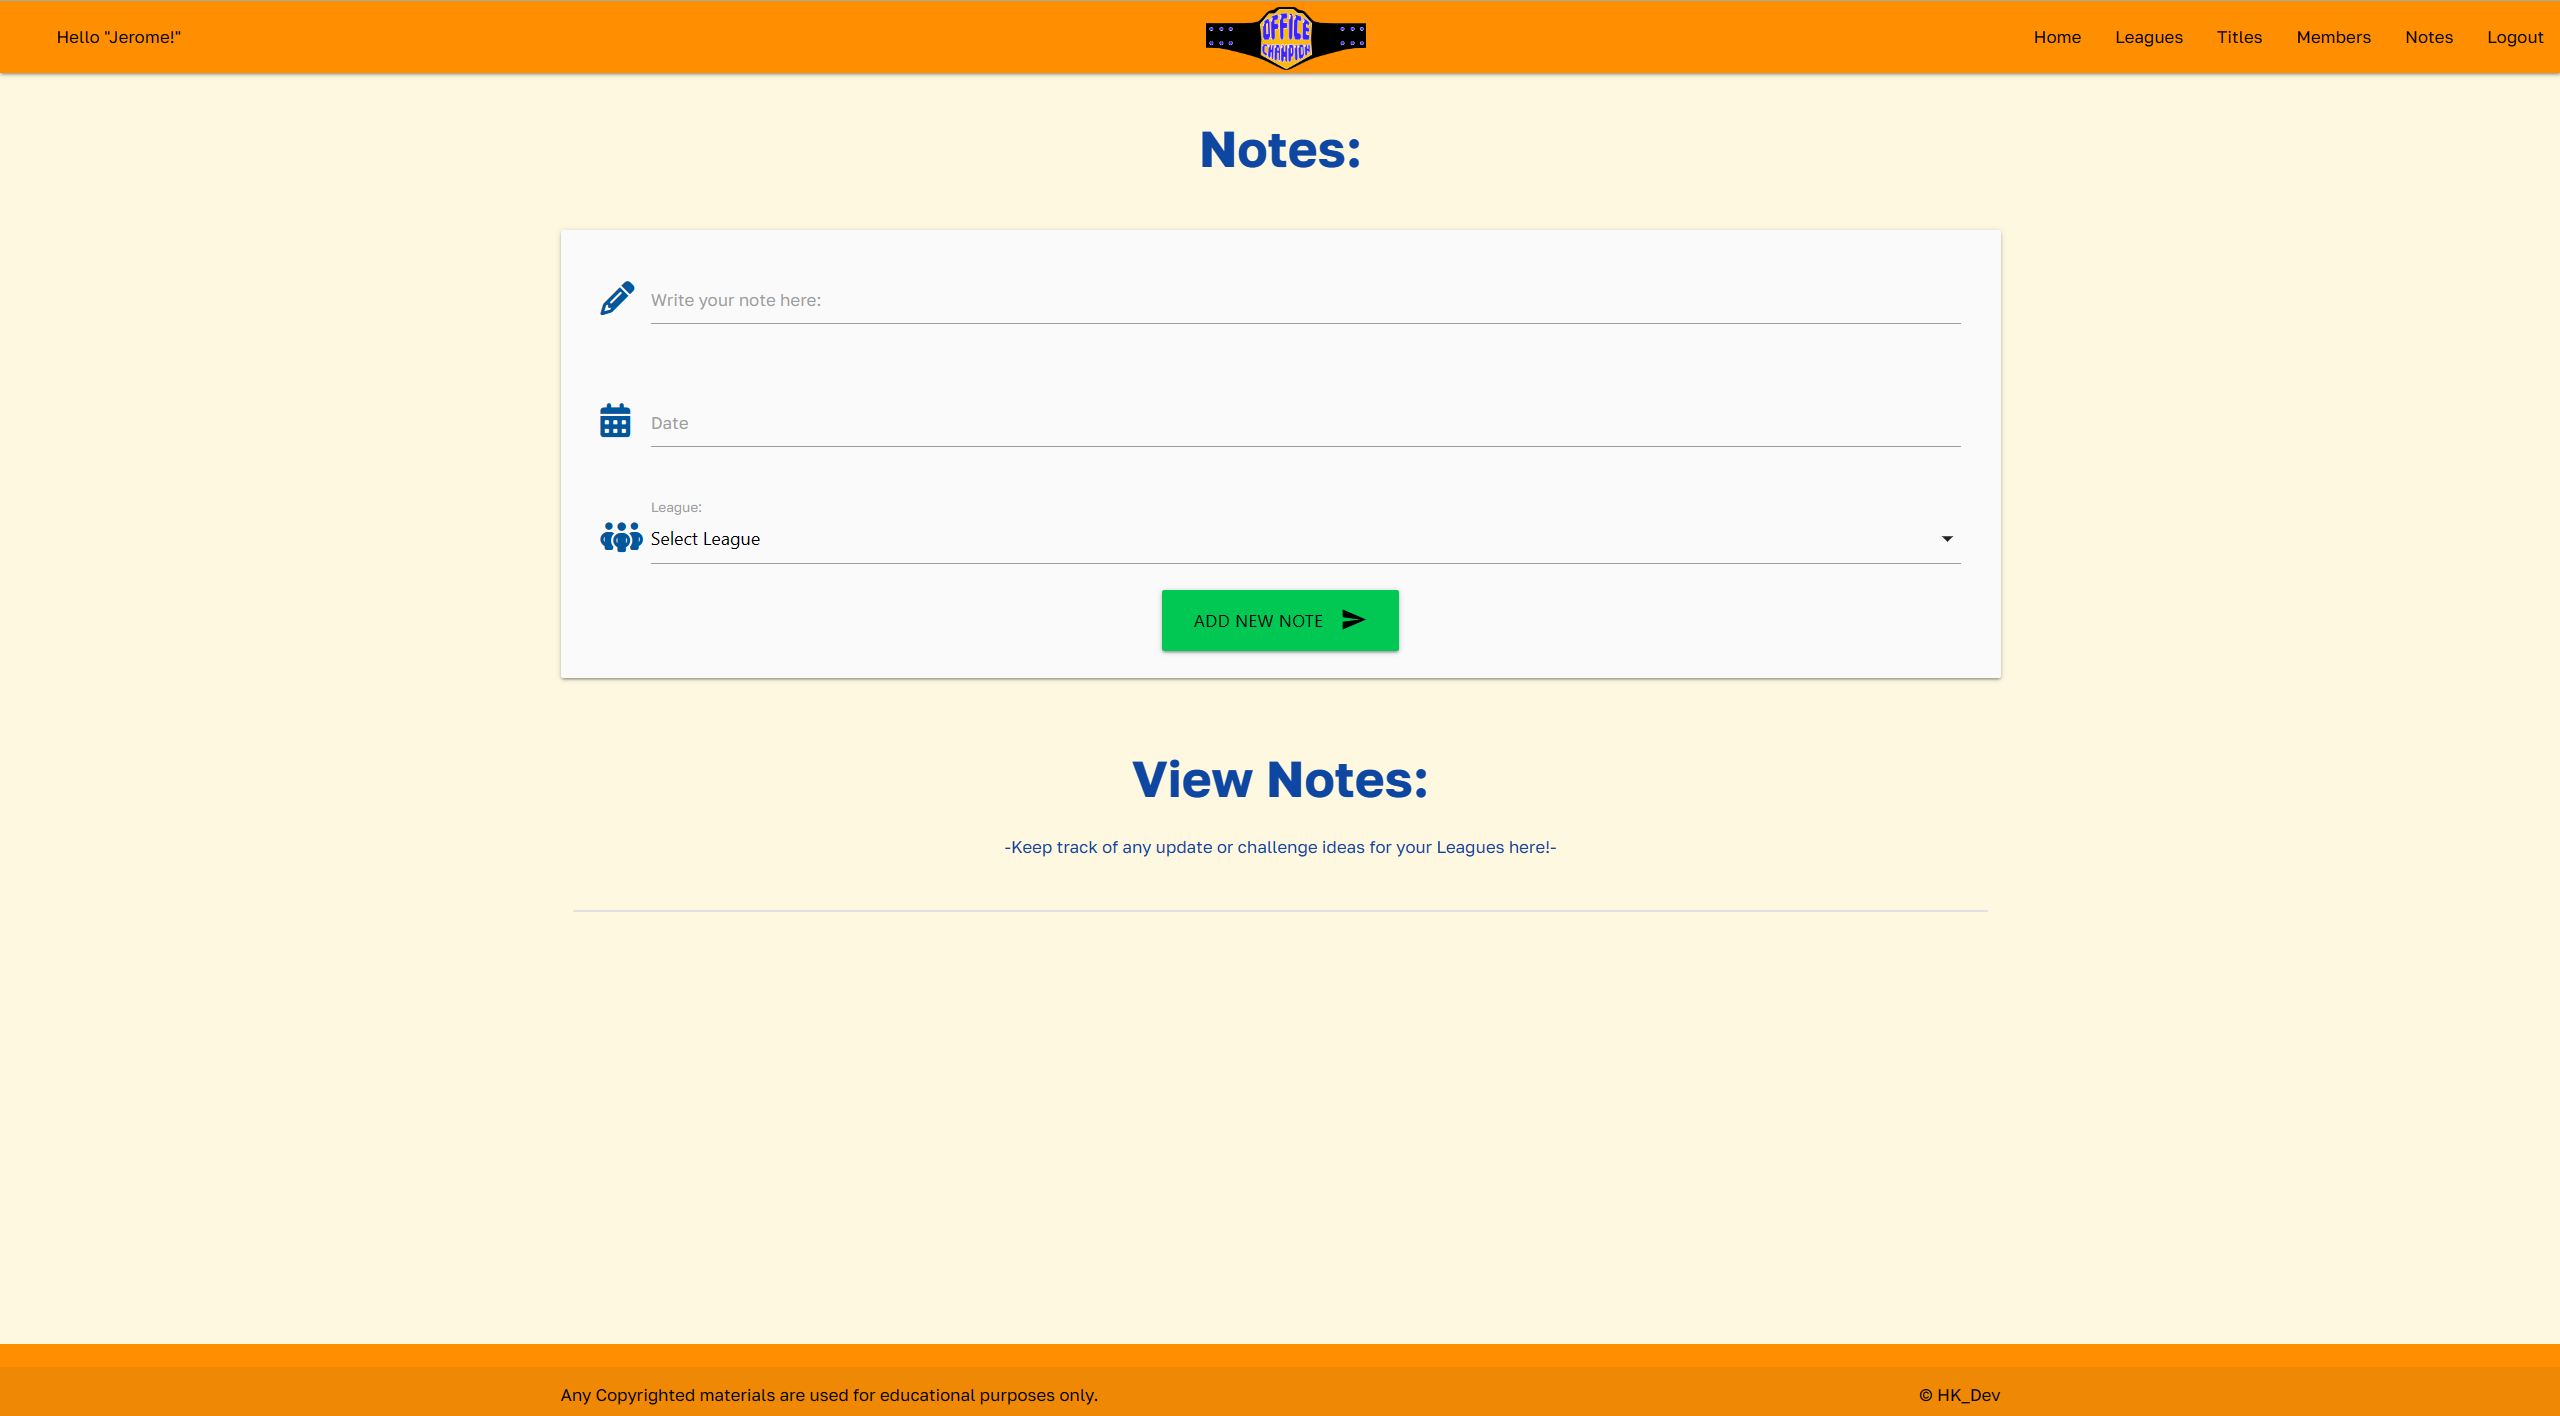 Hello "Jerome!"
OFFICE
CHAMPION
Home Leagues Titles Members Notes Logout
Notes:
Write your note here:
Date
League:
Select League
ADD NEW NOTE
View Notes:
-Keep track of any update or challenge ideas for your Leagues here!-
Any Copyrighted materials are used for educational purposes only.
© HK_Dev